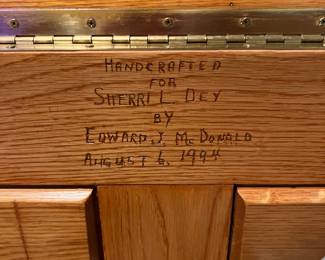 HANDCRAFTED
FOR
SHERRI L. DEY
BY
EDWARD J. MCDONALD
AUGUST 6, 1994